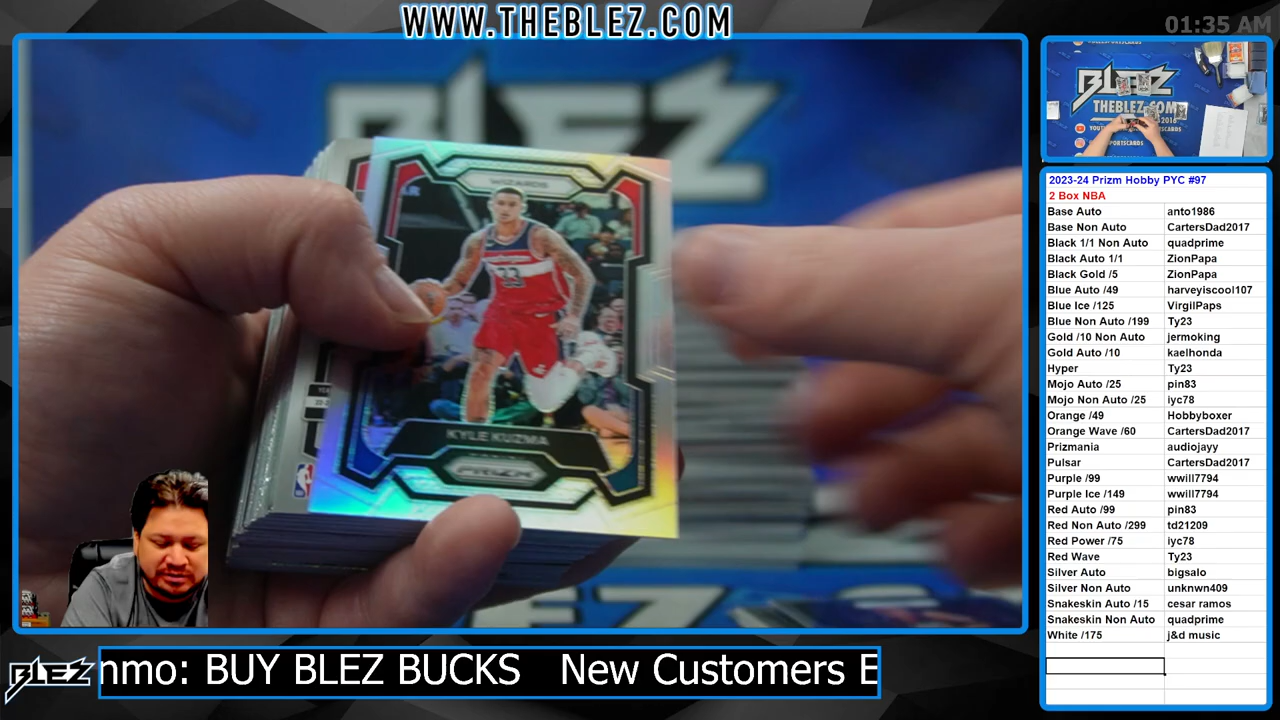 WWW.THEBLEZ.COM
01:35 AM
BLEZ
WIZARDS
33
KYLE KUZMA
PRIZM
BLEZ
THEBLEZ.COM
2023-24 Prizm Hobby PYC #97
2 Box NBA
Base Auto anto1986
Base Non Auto CartersDad2017
Black 1/1 Non Auto quadprime
Black Auto 1/1 ZionPapa
Black Gold /5 ZionPapa
Blue Auto /49 harveyiscool107
Blue Ice /125 VirgilPaps
Blue Non Auto /199 Ty23
Gold /10 Non Auto jermoking
Gold Auto /10 kaelhonda
Hyper Ty23
Mojo Auto /25 pin83
Mojo Non Auto /25 iyc78
Orange /49 Hobbyboxer
Orange Wave /60 CartersDad2017
Prizmania audiojayy
Pulsar CartersDad2017
Purple /99 wwill7794
Purple Ice /149 wwill7794
Red Auto /99 pin83
Red Non Auto /299 td21209
Red Power /75 iyc78
Red Wave Ty23
Silver Auto bigsalo
Silver Non Auto unknwn409
Snakeskin Auto /15 cesar ramos
Snakeskin Non Auto quadprime
White /175 j&d music
BLEZ
nmo: BUY BLEZ BUCKS New Customers E